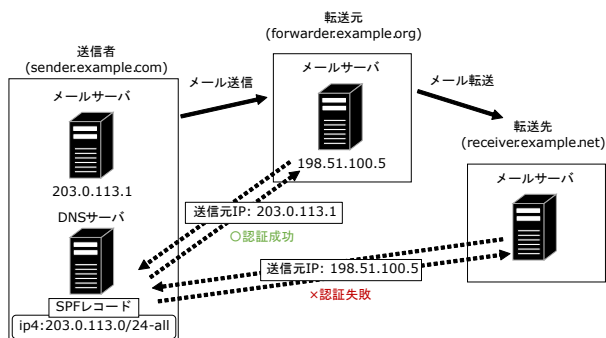 送信者
(sender.example.com)
メールサーバ
203.0.113.1
DNSサーバ
SPFレコード
ip4:203.0.113.0/24-all
メール送信
転送元
(forwarder.example.org)
メールサーバ
198.51.100.5
メール転送
転送先
(receiver.example.net)
メールサーバ
送信元IP: 203.0.113.1
○認証成功
送信元IP: 198.51.100.5
×認証失敗